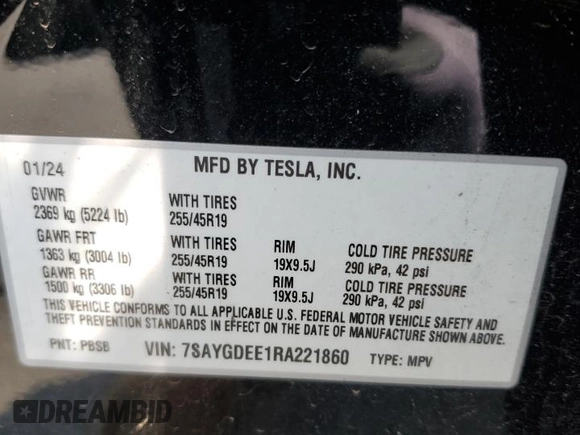 01/24 MFD BY TESLA, INC.
GVWR WITH TIRES
2369 kg (5224 lb) 255/45R19
GAWR FRT WITH TIRES RIM COLD TIRE PRESSURE
1363 kg (3004 lb) 255/45R19 19X9.5J 290 kPa, 42 psi
GAWR RR WITH TIRES RIM COLD TIRE PRESSURE
1500 kg (3306 lb) 255/45R19 19X9.5J 290 kPa, 42 psi
THIS VEHICLE CONFORMS TO ALL APPLICABLE U.S. FEDERAL MOTOR VEHICLE SAFETY AND
THEFT PREVENTION STANDARDS IN EFFECT ON THE DATE OF MANUFACTURE SHOWN ABOVE.
PNT: PBSB VIN: 7SAYGDEE1RA221860 TYPE: MPV
DREAMBID